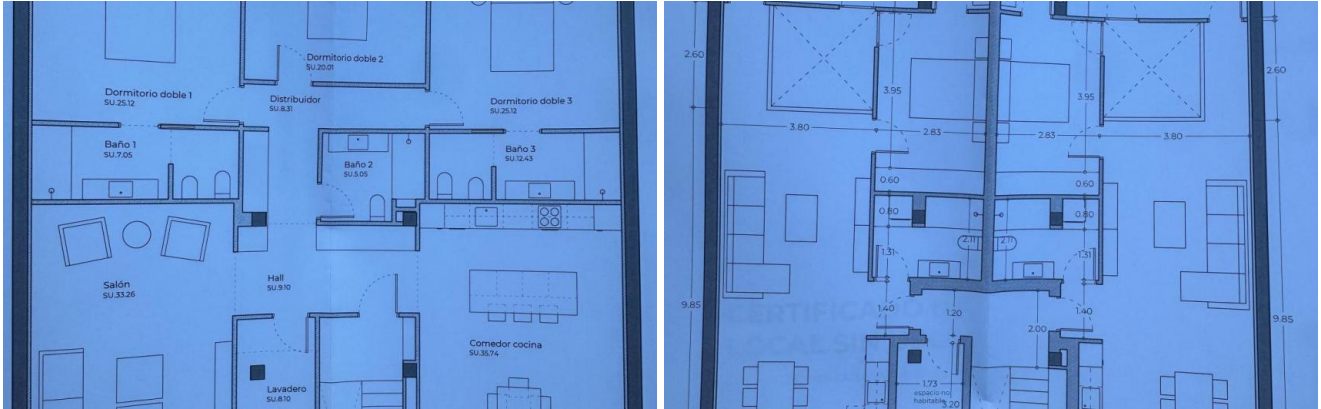 Dormitorio doble 2
SU.20.01
Dormitorio doble 1
SU.25.12
Distribuidor
SU.8.31
Dormitorio doble 3
SU.25.12
Baño 1
SU.7.05
Baño 2
SU.5.05
Baño 3
SU.12.43
Salón
SU.33.26
Hall
SU.9.10
Comedor cocina
SU.35.74
Lavadero
SU.8.10
2.60
2.60
3.95
3.95
3.80
2.83
2.83
3.80
0.60
0.60
0.80
0.80
2.11
2.11
1.31
1.31
9.85
9.85
1.40
1.20
1.40
2.00
1.73
espacio no
habitable
3.20
CERTIFICADO
LOCAL